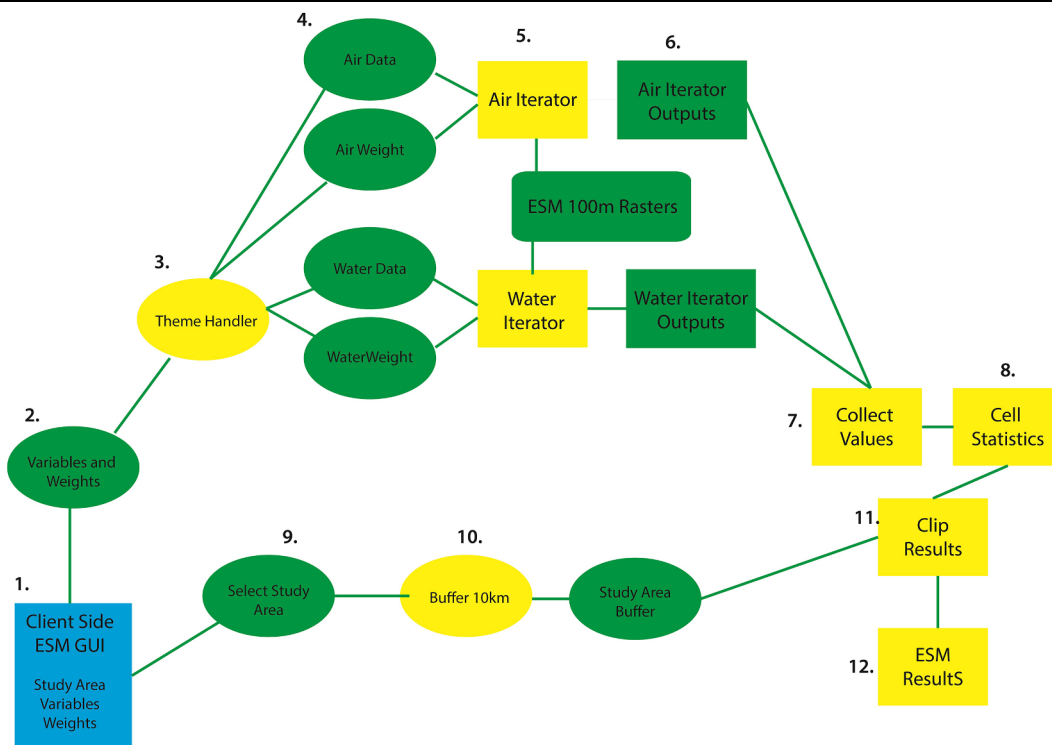 4.
Air Data
5.
Air Iterator
6.
Air Iterator
Outputs
Air Weight
ESM 100m Rasters
3.
Theme Handler
Water Data
WaterWeight
Water
Iterator
Water Iterator
Outputs
7.
Collect
Values
8.
Cell
Statistics
2.
Variables and
Weights
1.
Client Side
ESM GUI
Study Area
Variables
Weights
9.
Select Study
Area
10.
Buffer 10km
Study Area
Buffer
11.
Clip
Results
12.
ESM
ResultS